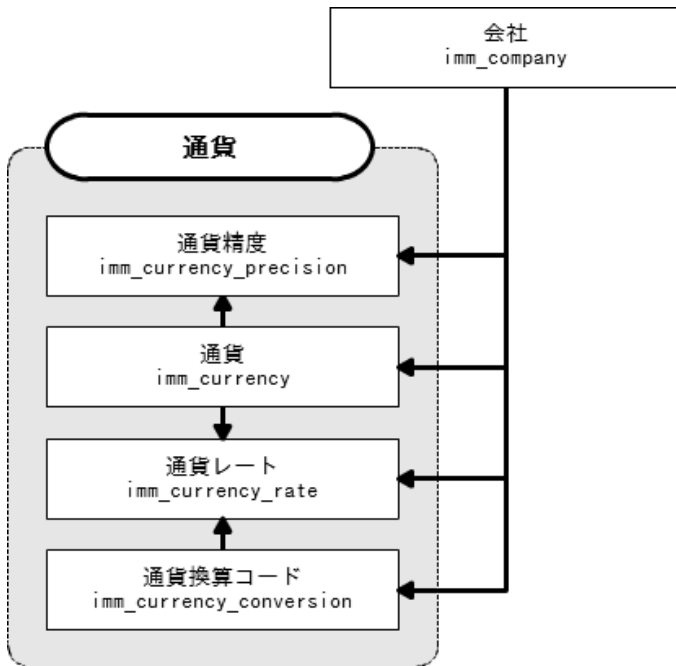 会社
imm_company
通貨
通貨精度
imm_currency_precision
通貨
imm_currency
通貨レート
imm_currency_rate
通貨換算コード
imm_currency_conversion